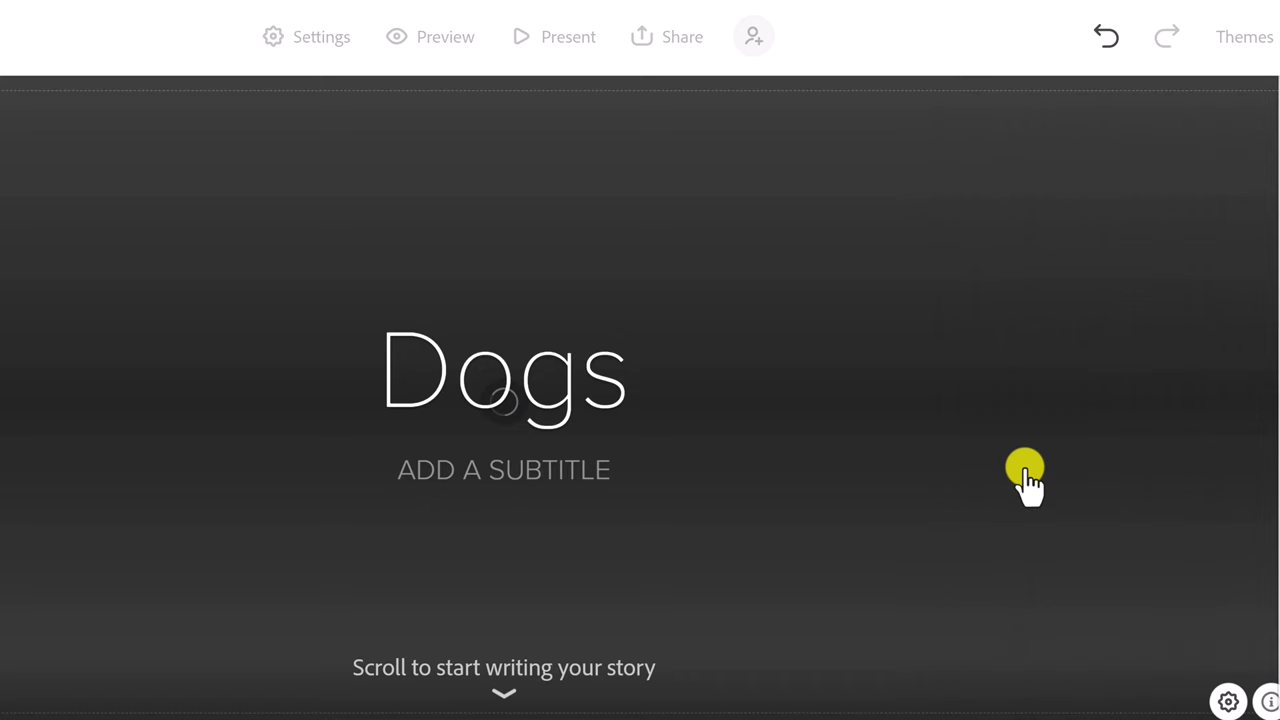 Settings Preview Present Share Themes
Dogs
ADD A SUBTITLE
Scroll to start writing your story